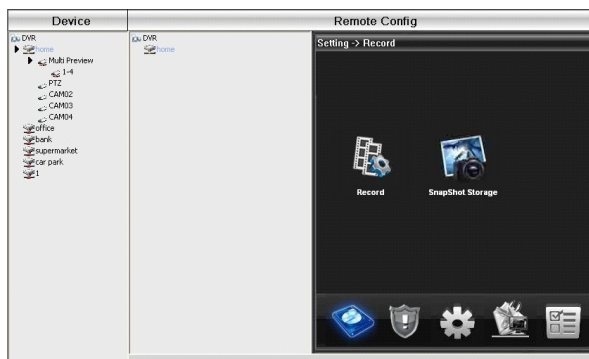 Device
Remote Config
DVR
home
Multi Preview
1-4
PTZ
CAM02
CAM03
CAM04
office
bank
supermarket
car park
1
DVR
home
Setting -> Record
Record
SnapShot Storage